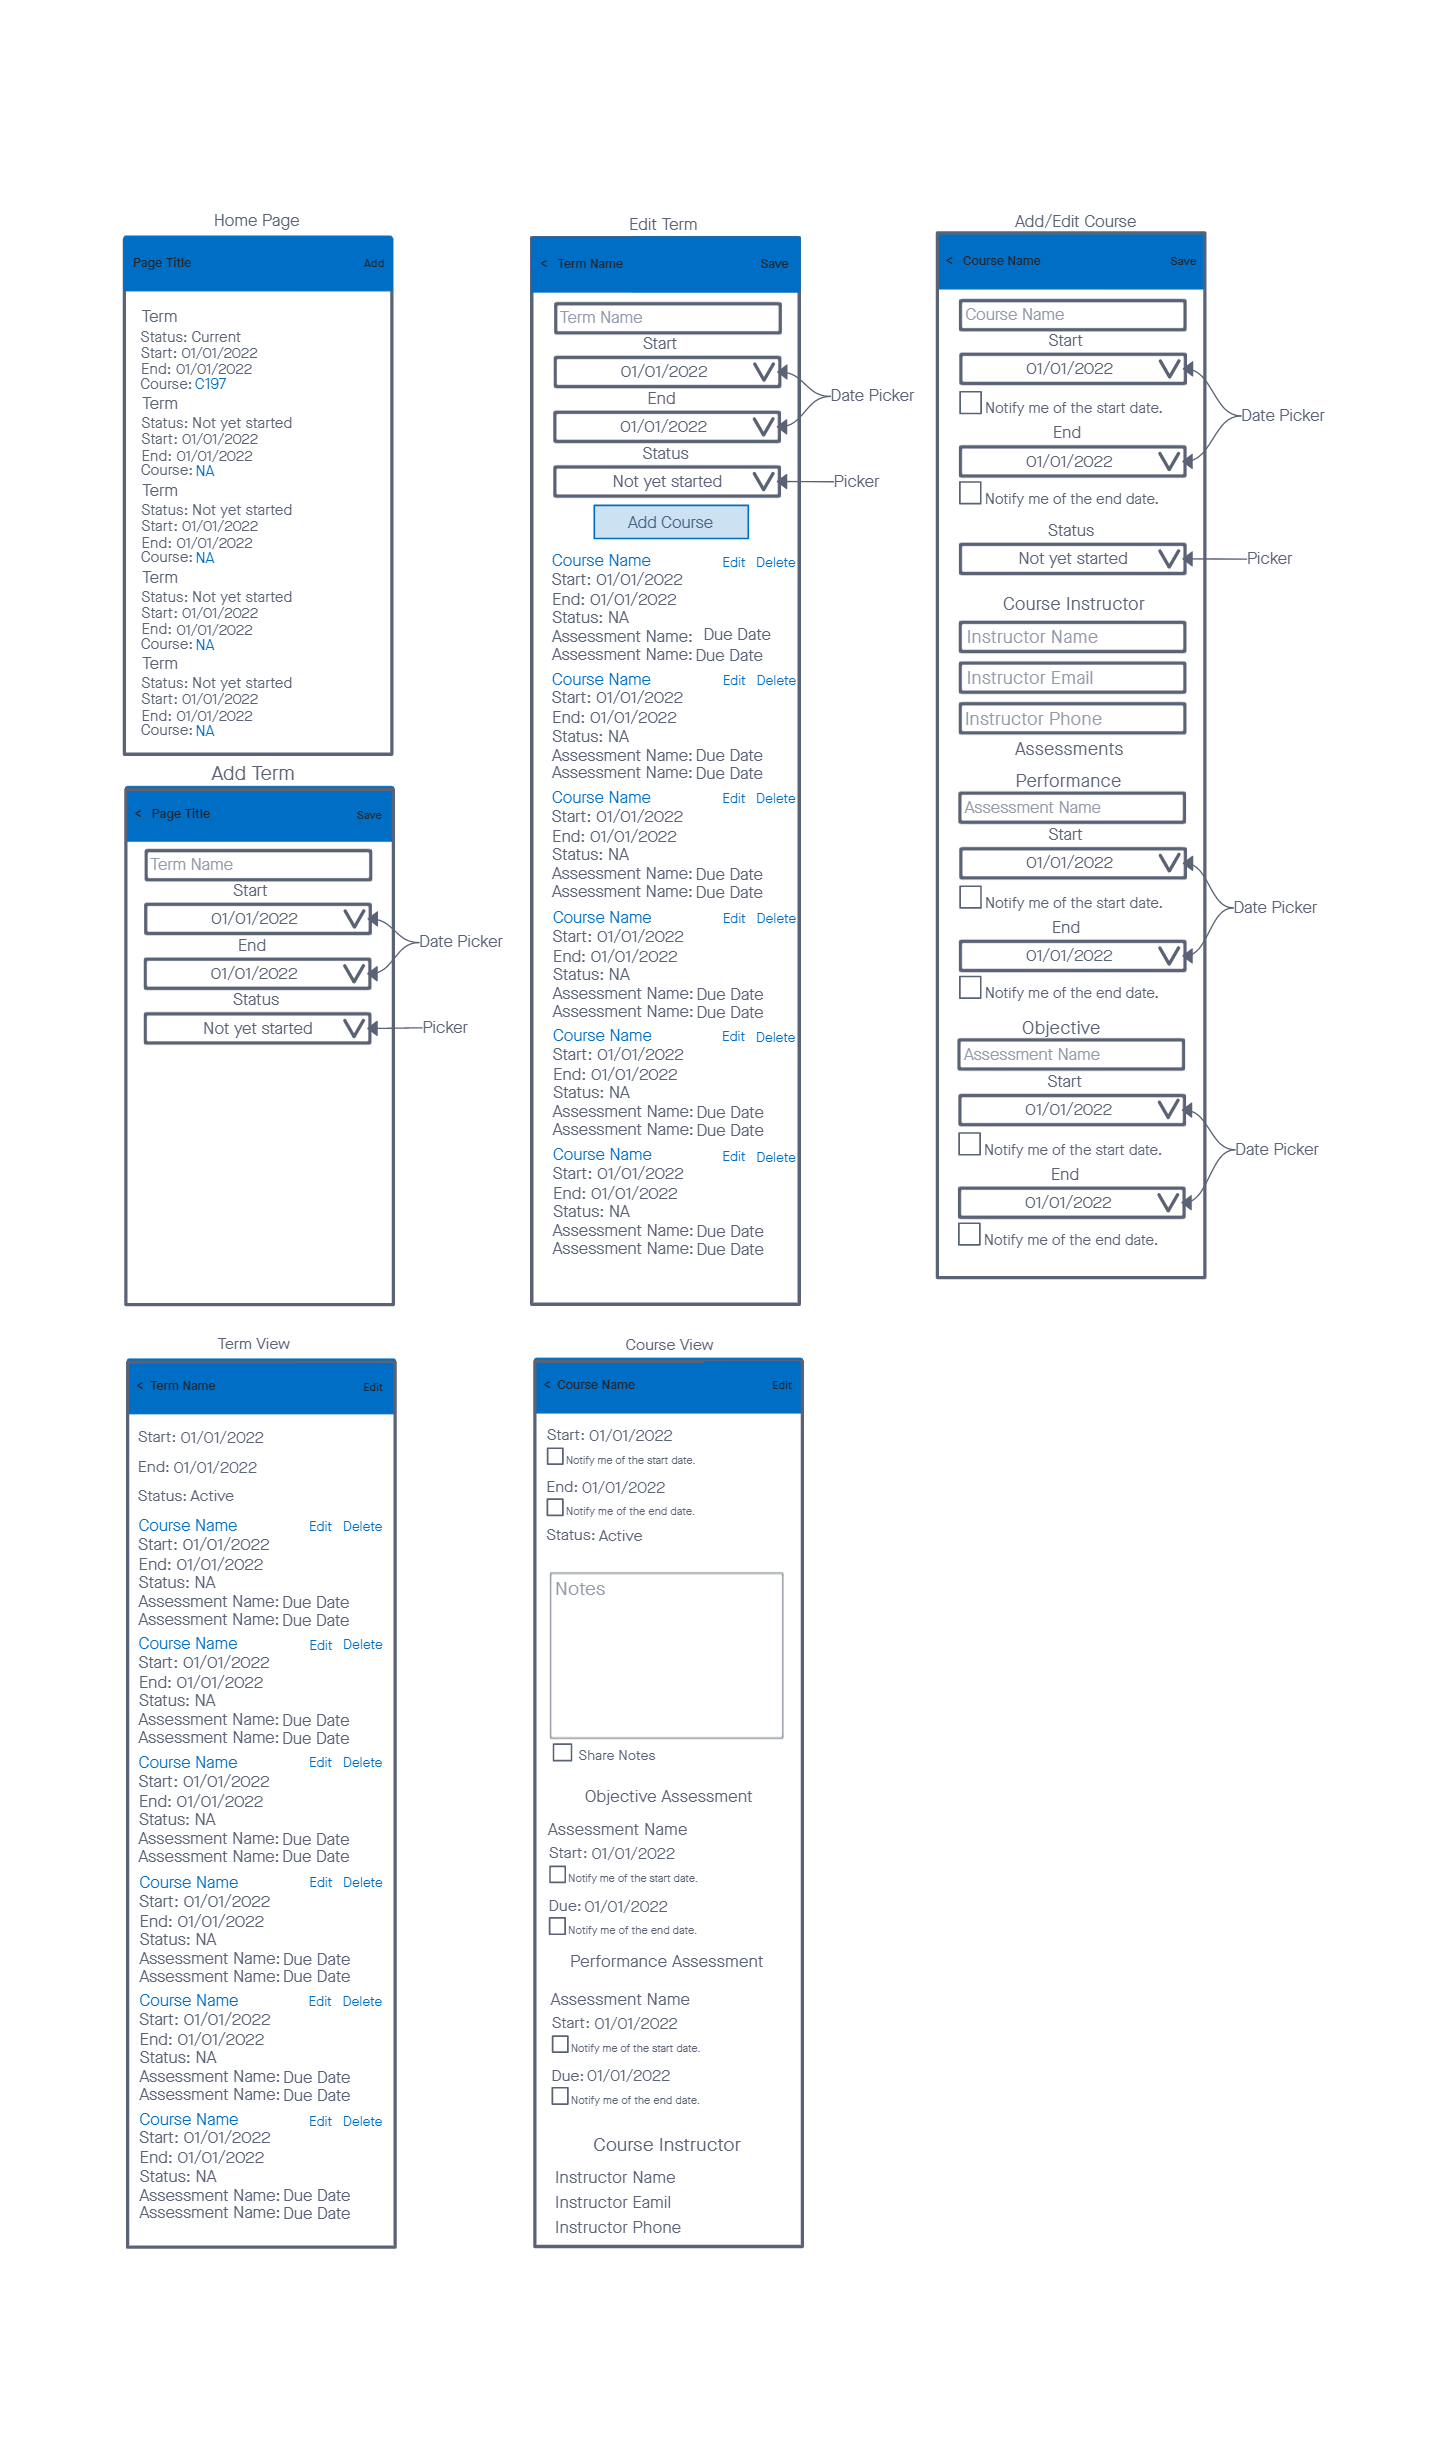 Home Page
Page Title Add
Term
Status: Current
Start: 01/01/2022
End: 01/01/2022
Course: C197
Term
Status: Not yet started
Start: 01/01/2022
End: 01/01/2022
Course: NA
Term
Status: Not yet started
Start: 01/01/2022
End: 01/01/2022
Course: NA
Term
Status: Not yet started
Start: 01/01/2022
End: 01/01/2022
Course: NA
Term
Status: Not yet started
Start: 01/01/2022
End: 01/01/2022
Course: NA
Add Term
< Page Title Save
Term Name
Start
01/01/2022
End
Date Picker
01/01/2022
Status
Not yet started
Picker
Edit Term
< Term Name Save
Term Name
Start
01/01/2022
End
Date Picker
01/01/2022
Status
Not yet started
Picker
Add Course
Course Name Edit Delete
Start: 01/01/2022
End: 01/01/2022
Status: NA
Assessment Name: Due Date
Assessment Name: Due Date
Course Name Edit Delete
Start: 01/01/2022
End: 01/01/2022
Status: NA
Assessment Name: Due Date
Assessment Name: Due Date
Course Name Edit Delete
Start: 01/01/2022
End: 01/01/2022
Status: NA
Assessment Name: Due Date
Assessment Name: Due Date
Course Name Edit Delete
Start: 01/01/2022
End: 01/01/2022
Status: NA
Assessment Name: Due Date
Assessment Name: Due Date
Course Name Edit Delete
Start: 01/01/2022
End: 01/01/2022
Status: NA
Assessment Name: Due Date
Assessment Name: Due Date
Course Name Edit Delete
Start: 01/01/2022
End: 01/01/2022
Status: NA
Assessment Name: Due Date
Assessment Name: Due Date
Add/Edit Course
< Course Name Save
Course Name
Start
01/01/2022
Notify me of the start date.
Date Picker
End
01/01/2022
Notify me of the end date.
Status
Not yet started
Picker
Course Instructor
Instructor Name
Instructor Email
Instructor Phone
Assessments
Performance
Assessment Name
Start
01/01/2022
Notify me of the start date.
Date Picker
End
01/01/2022
Notify me of the end date.
Objective
Assessment Name
Start
01/01/2022
Notify me of the start date.
Date Picker
End
01/01/2022
Notify me of the end date.
Term View
< Term Name Edit
Start: 01/01/2022
End: 01/01/2022
Status: Active
Course Name Edit Delete
Start: 01/01/2022
End: 01/01/2022
Status: NA
Assessment Name: Due Date
Assessment Name: Due Date
Course Name Edit Delete
Start: 01/01/2022
End: 01/01/2022
Status: NA
Assessment Name: Due Date
Assessment Name: Due Date
Course Name Edit Delete
Start: 01/01/2022
End: 01/01/2022
Status: NA
Assessment Name: Due Date
Assessment Name: Due Date
Course Name Edit Delete
Start: 01/01/2022
End: 01/01/2022
Status: NA
Assessment Name: Due Date
Assessment Name: Due Date
Course Name Edit Delete
Start: 01/01/2022
End: 01/01/2022
Status: NA
Assessment Name: Due Date
Assessment Name: Due Date
Course Name Edit Delete
Start: 01/01/2022
End: 01/01/2022
Status: NA
Assessment Name: Due Date
Assessment Name: Due Date
Course View
< Course Name Edit
Start: 01/01/2022
Notify me of the start date.
End: 01/01/2022
Notify me of the end date.
Status: Active
Notes
Share Notes
Objective Assessment
Assessment Name
Start: 01/01/2022
Notify me of the start date.
Due: 01/01/2022
Notify me of the end date.
Performance Assessment
Assessment Name
Start: 01/01/2022
Notify me of the start date.
Due: 01/01/2022
Notify me of the end date.
Course Instructor
Instructor Name
Instructor Eamil
Instructor Phone